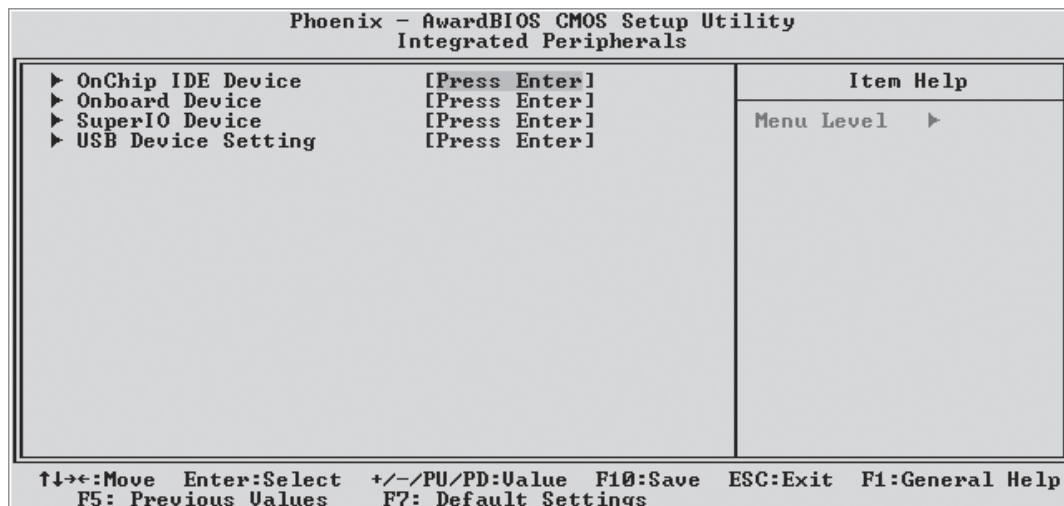 Phoenix - AwardBIOS CMOS Setup Utility
Integrated Peripherals
▶ OnChip IDE Device [Press Enter]
▶ Onboard Device [Press Enter]
▶ SuperIO Device [Press Enter]
▶ USB Device Setting [Press Enter]
Item Help
Menu Level ▶
↑↓→←:Move Enter:Select +/-/PU/PD:Value F10:Save ESC:Exit F1:General Help
F5: Previous Values F7: Default Settings